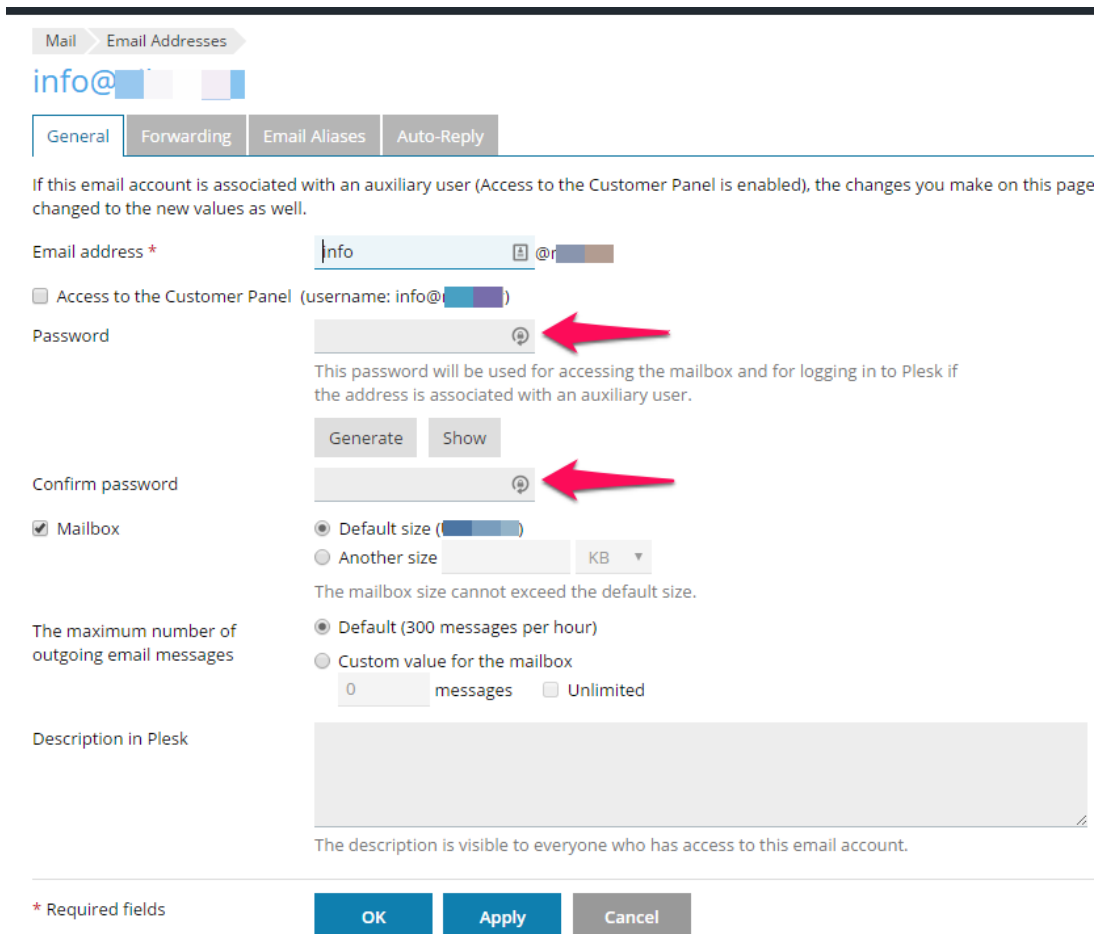 Mail Email Addresses
info@
General Forwarding Email Aliases Auto-Reply
If this email account is associated with an auxiliary user (Access to the Customer Panel is enabled), the changes you make on this page
changed to the new values as well.
Email address *
info @
Access to the Customer Panel (username: info@ )
Password
This password will be used for accessing the mailbox and for logging in to Plesk if
the address is associated with an auxiliary user.
Generate Show
Confirm password
Mailbox
Default size ( )
Another size KB
The mailbox size cannot exceed the default size.
The maximum number of
outgoing email messages
Default (300 messages per hour)
Custom value for the mailbox
0 messages Unlimited
Description in Plesk
The description is visible to everyone who has access to this email account.
* Required fields
OK Apply Cancel